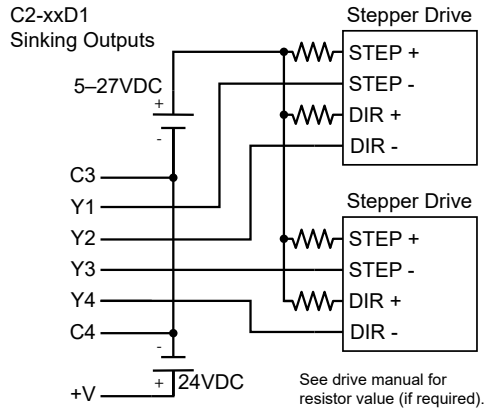 C2-xxD1
Sinking Outputs
Stepper Drive
STEP +
STEP -
DIR +
DIR -
5–27VDC
+
-
C3
Y1
Y2
Y3
Y4
C4
+V
-
+
24VDC
Stepper Drive
STEP +
STEP -
DIR +
DIR -
See drive manual for
resistor value (if required).